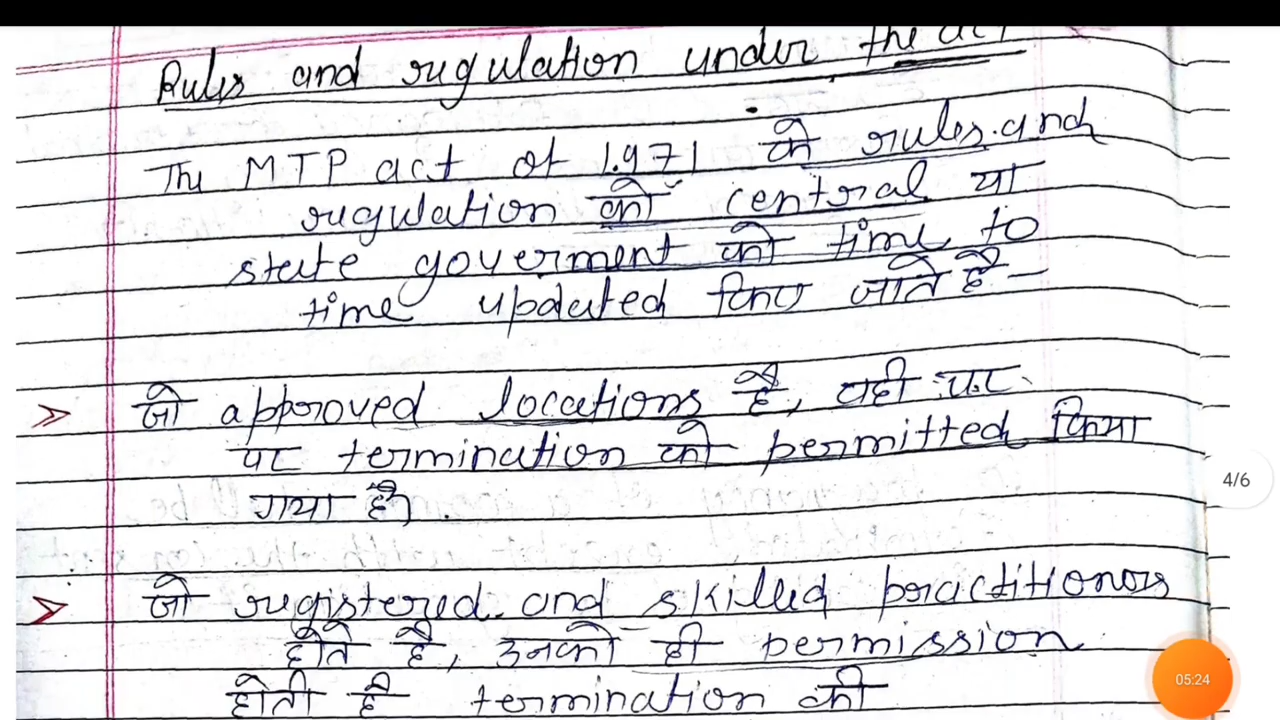 Rules and regulation under the act
The MTP act of 1971 के rules and
regulation को central या
state goverment को time to
time updated किए जाते है-
> जो approved locations है, वही पर
पर termination को permitted किया
गया है।
> जो registered and skilled practitionors
होते है, उनको ही permission
होती है termination की
4/6
05:24